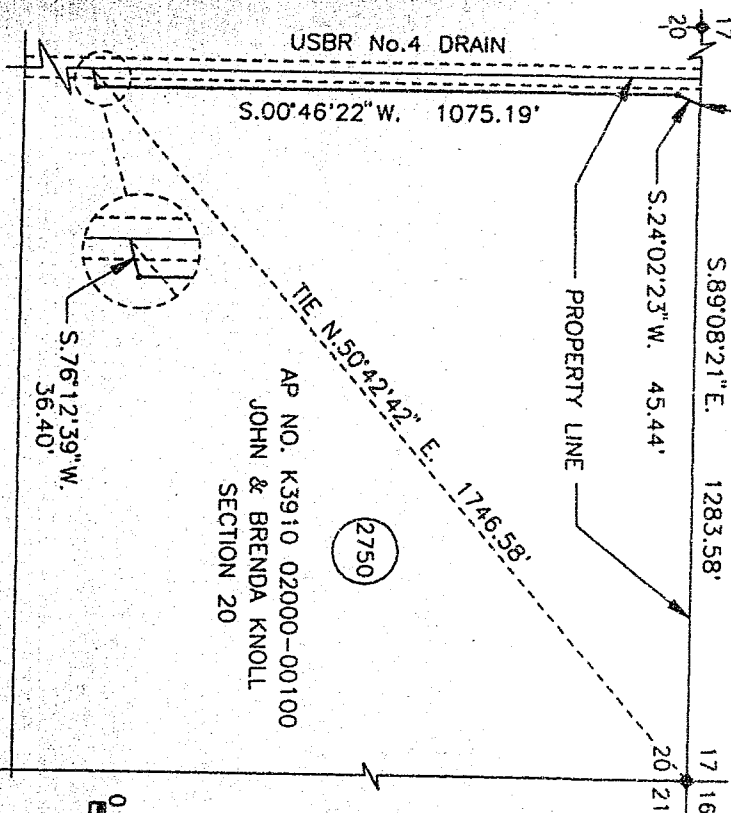 17
20
USBR No.4 DRAIN
S.00°46'22"W. 1075.19'
S.24°02'23"W. 45.44'
S.89°08'21"E. 1283.58'
PROPERTY LINE
TIE N.50°42'42" E. 1746.58'
S.76°12'39"W.
36.40'
AP NO. K3910 02000-00100
JOHN & BRENDA KNOLL
SECTION 20
2750
17 16
20 21
0